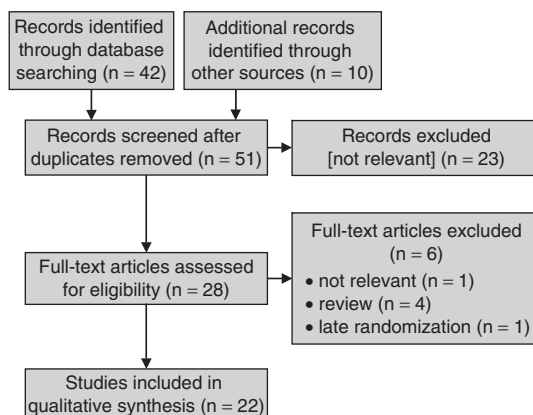 Records identified
through database
searching (n = 42)
Additional records
identified through
other sources (n = 10)
Records screened after
duplicates removed (n = 51)
Records excluded
[not relevant] (n = 23)
Full-text articles assessed
for eligibility (n = 28)
Full-text articles excluded
(n = 6)
• not relevant (n = 1)
• review (n = 4)
• late randomization (n = 1)
Studies included in
qualitative synthesis (n = 22)